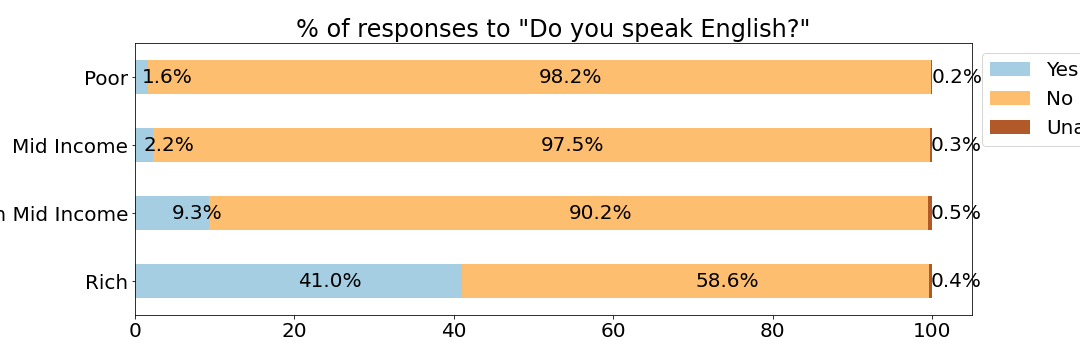 % of responses to "Do you speak English?"
Poor 1.6% 98.2% 0.2%
Mid Income 2.2% 97.5% 0.3%
Mid Income 9.3% 90.2% 0.5%
Rich 41.0% 58.6% 0.4%
0 20 40 60 80 100
Yes
No